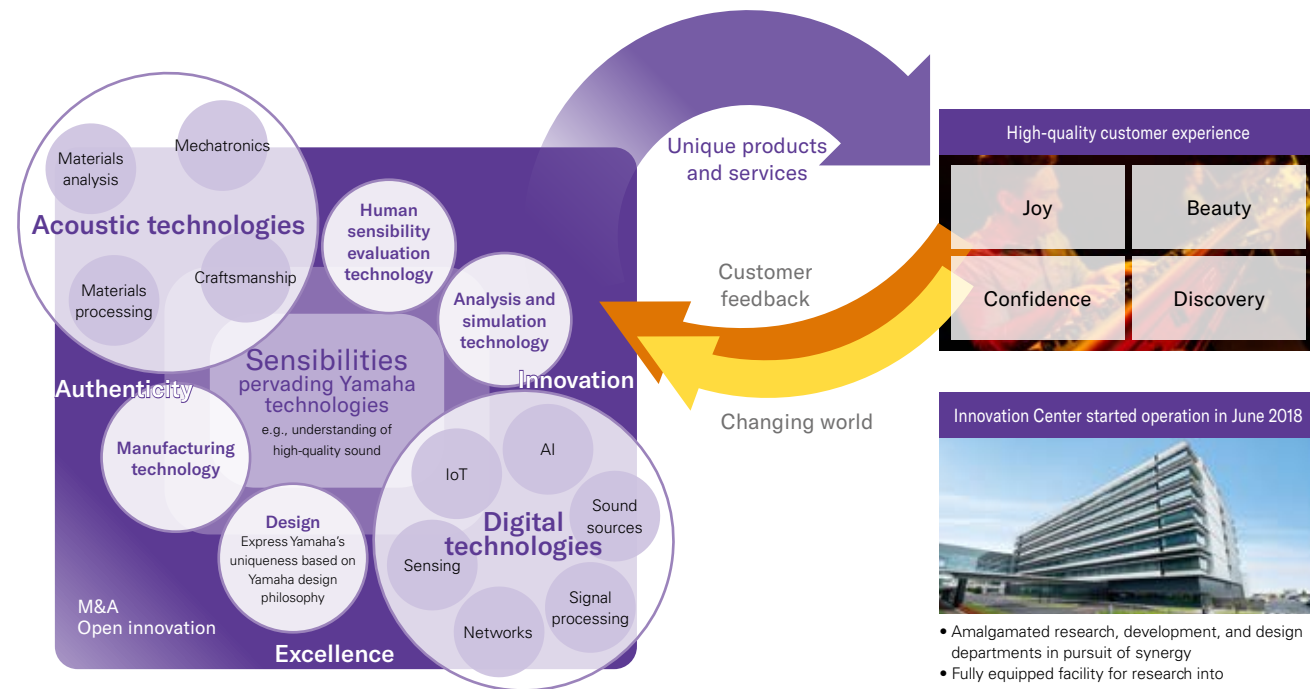 Materials
analysis
Mechatronics
Acoustic technologies
Materials
processing
Craftsmanship
Human
sensibility
evaluation
technology
Analysis and
simulation
technology
Sensibilities
pervading Yamaha
technologies
e.g., understanding of
high-quality sound
Authenticity
Innovation
Manufacturing
technology
Design
Express Yamaha's
uniqueness based on
Yamaha design
philosophy
IoT
AI
Sound
sources
Digital
technologies
Sensing
Networks
Signal
processing
M&A
Open innovation
Excellence
Unique products
and services
Customer
feedback
Changing world
High-quality customer experience
Joy
Beauty
Confidence
Discovery
Innovation Center started operation in June 2018
• Amalgamated research, development, and design
departments in pursuit of synergy
• Fully equipped facility for research into